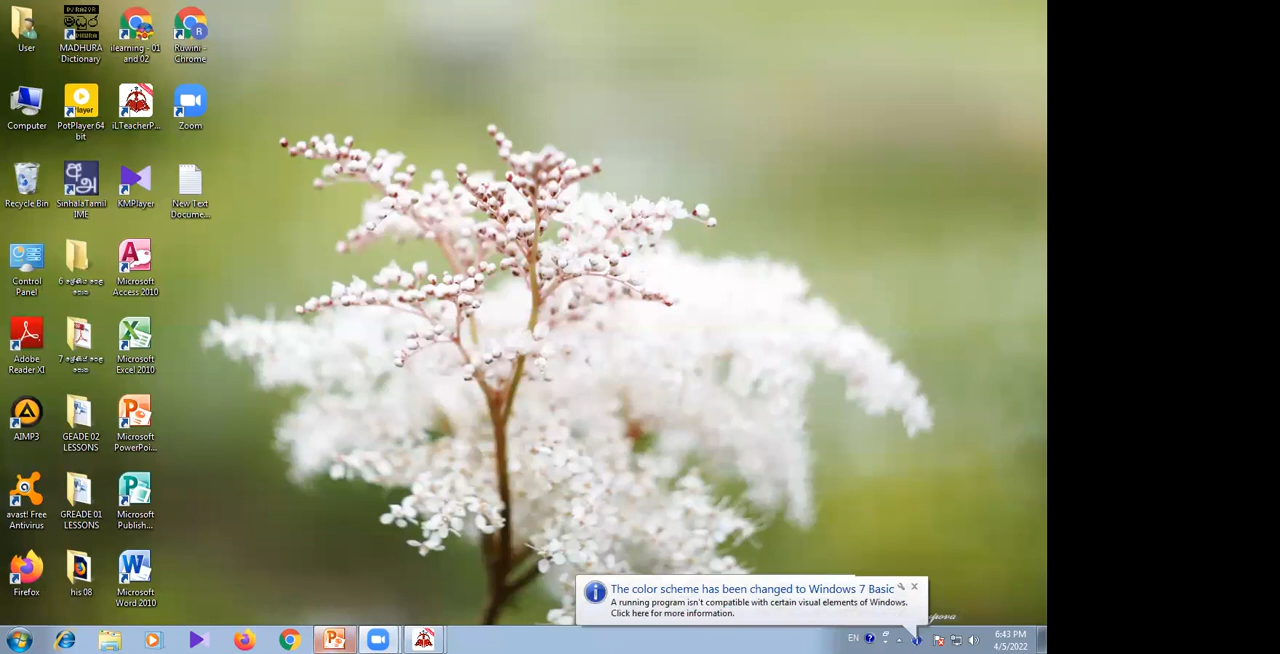 User
DJ RAZOR
මධුර
MADHURA
Dictionary
ilearning - 01
and 02
R
Ruwini -
Chrome
Computer
Player
PotPlayer 64
bit
iLTeacherP...
Zoom
Recycle Bin
අ
அ
SinhalaTamil
IME
KMPlayer
New Text
Docume...
Control
Panel
Microsoft
Access 2010
Adobe
Reader XI
Microsoft
Excel 2010
AIMP3
GEADE 02
LESSONS
Microsoft
PowerPoi...
avast! Free
Antivirus
GREADE 01
LESSONS
Microsoft
Publish...
Firefox
his 08
Microsoft
Word 2010
The color scheme has been changed to Windows 7 Basic
A running program isn't compatible with certain visual elements of Windows.
Click here for more information.
EN
6:43 PM
4/5/2022